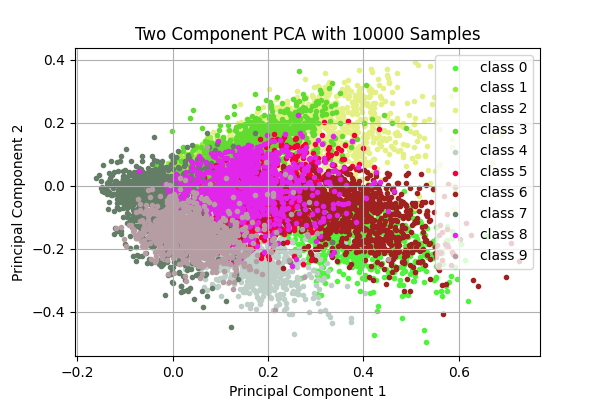 Two Component PCA with 10000 Samples
0.4
0.2
0.0
−0.2
−0.4
Principal Component 2
class 0
class 1
class 2
class 3
class 4
class 5
class 6
class 7
class 8
class 9
−0.2
0.0
0.2
0.4
0.6
Principal Component 1